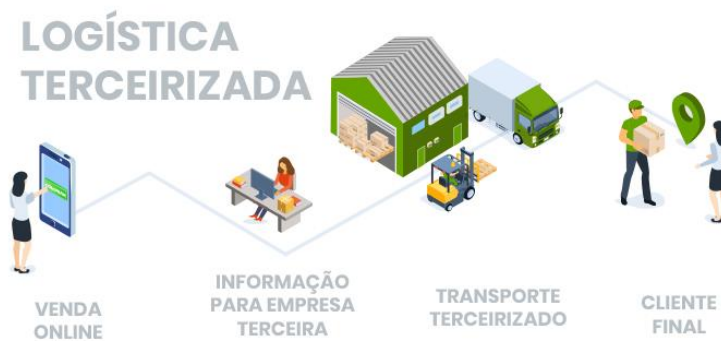 LOGÍSTICA
TERCEIRIZADA
VENDA
ONLINE
INFORMAÇÃO
PARA EMPRESA
TERCEIRA
TRANSPORTE
TERCEIRIZADO
CLIENTE
FINAL